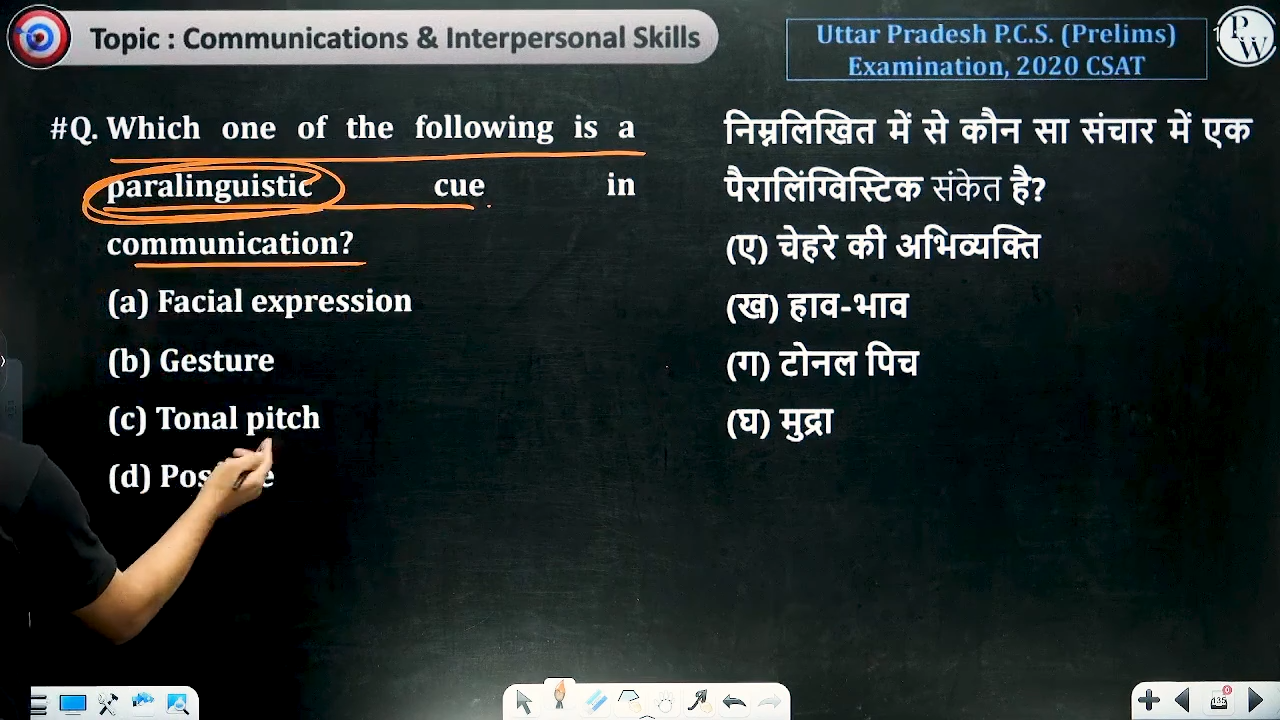 Topic : Communications & Interpersonal Skills
Uttar Pradesh P.C.S. (Prelims)
Examination, 2020 CSAT
P
W
#Q. Which one of the following is a
paralinguistic cue in
communication?
(a) Facial expression
(b) Gesture
(c) Tonal pitch
(d)
निम्नलिखित में से कौन सा संचार में एक
पैरालिंग्विस्टिक संकेत है?
(ए) चेहरे की अभिव्यक्ति
(ख) हाव-भाव
(ग) टोनल पिच
(घ) मुद्रा
135